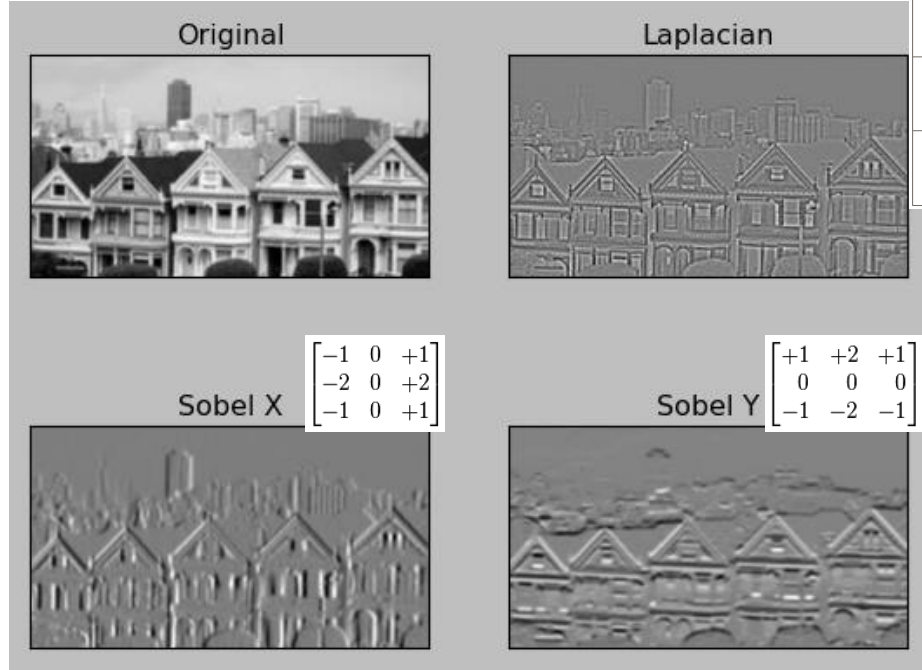 Original
Laplacian
−1 0 +1
−2 0 +2
−1 0 +1
Sobel X
+1 +2 +1
0 0 0
−1 −2 −1
Sobel Y